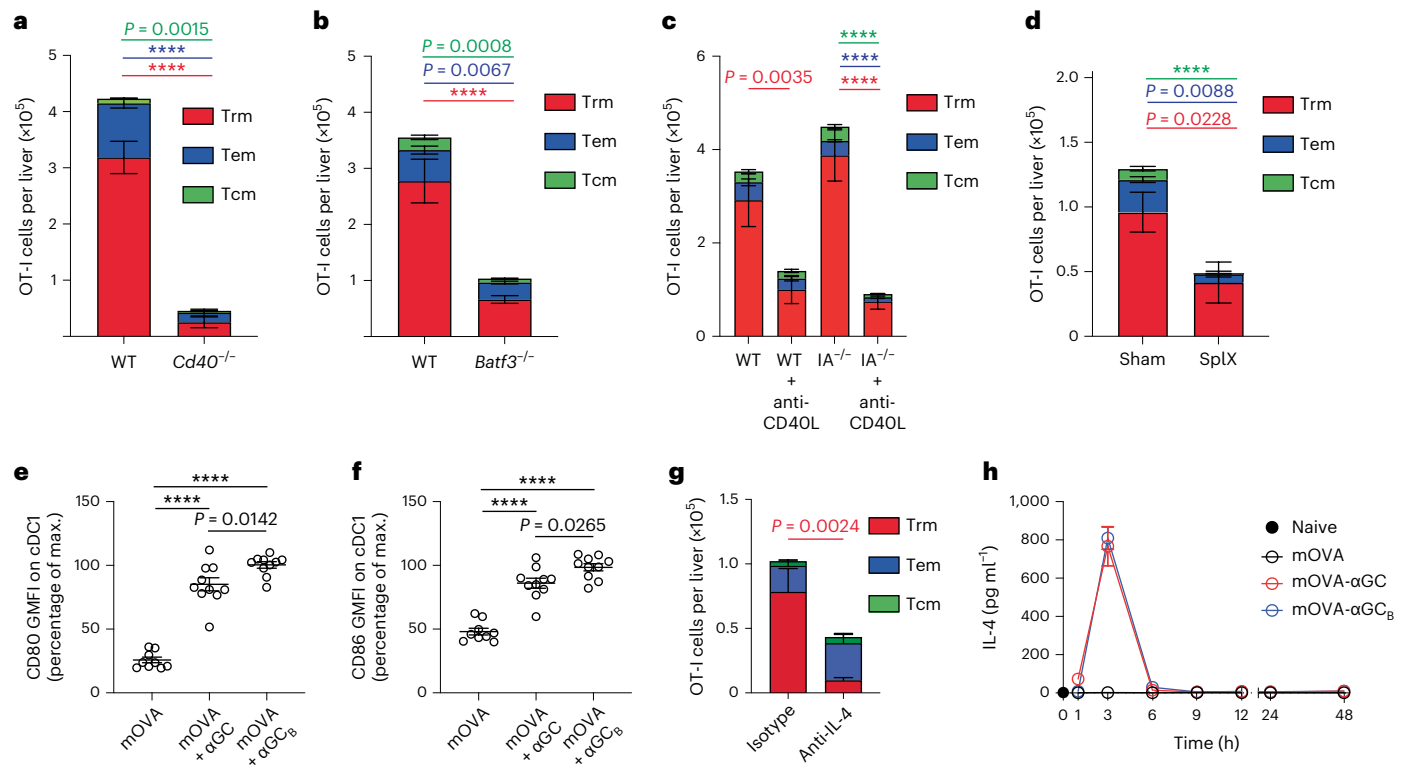 a
P = 0.0015
****
****
5
4
3
2
1
OT-I cells per liver (×10⁵)
WT
Cd40⁻/⁻
Trm
Tem
Tcm
b
P = 0.0008
P = 0.0067
****
5
4
3
2
1
OT-I cells per liver (×10⁵)
WT
Batf3⁻/⁻
Trm
Tem
Tcm
c
P = 0.0035
****
****
****
6
4
2
0
OT-I cells per liver (×10⁵)
WT
WT
+
anti-
CD40L
IA⁻/⁻
IA⁻/⁻
+
anti-
CD40L
Trm
Tem
Tcm
d
****
P = 0.0088
P = 0.0228
2.0
1.5
1.0
0.5
0
OT-I cells per liver (×10⁵)
Sham
SplX
Trm
Tem
Tcm
e
****
****
P = 0.0142
150
100
50
0
CD80 GMFI on cDC1
(percentage of max.)
mOVA
mOVA
+ αGC
mOVA
+ αGC_B
f
****
****
P = 0.0265
150
100
50
0
CD86 GMFI on cDC1
(percentage of max.)
mOVA
mOVA
+ αGC
mOVA
+ αGC_B
g
P = 0.0024
1.5
1.0
0.5
0
OT-I cells per liver (×10⁵)
Isotype
Anti-IL-4
Trm
Tem
Tcm
h
1,000
800
600
400
200
0
IL-4 (pg ml⁻¹)
0 1 3 6 9 12 24 48
Time (h)
Naive
mOVA
mOVA-αGC
mOVA-αGC_B